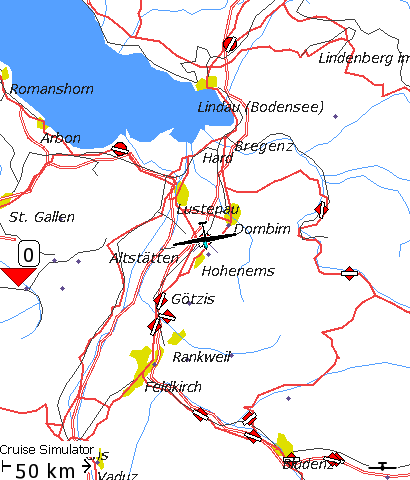 Lindenberg im
Romanshorn
Lindau (Bodensee)
Arbon
Bregenz
Hard
Lustenau
St. Gallen
Dornbirn
0
Altstätten
Hohenems
Götzis
Rankweil
Feldkirch
Cruise Simulator
50 km
Vaduz
Bludenz